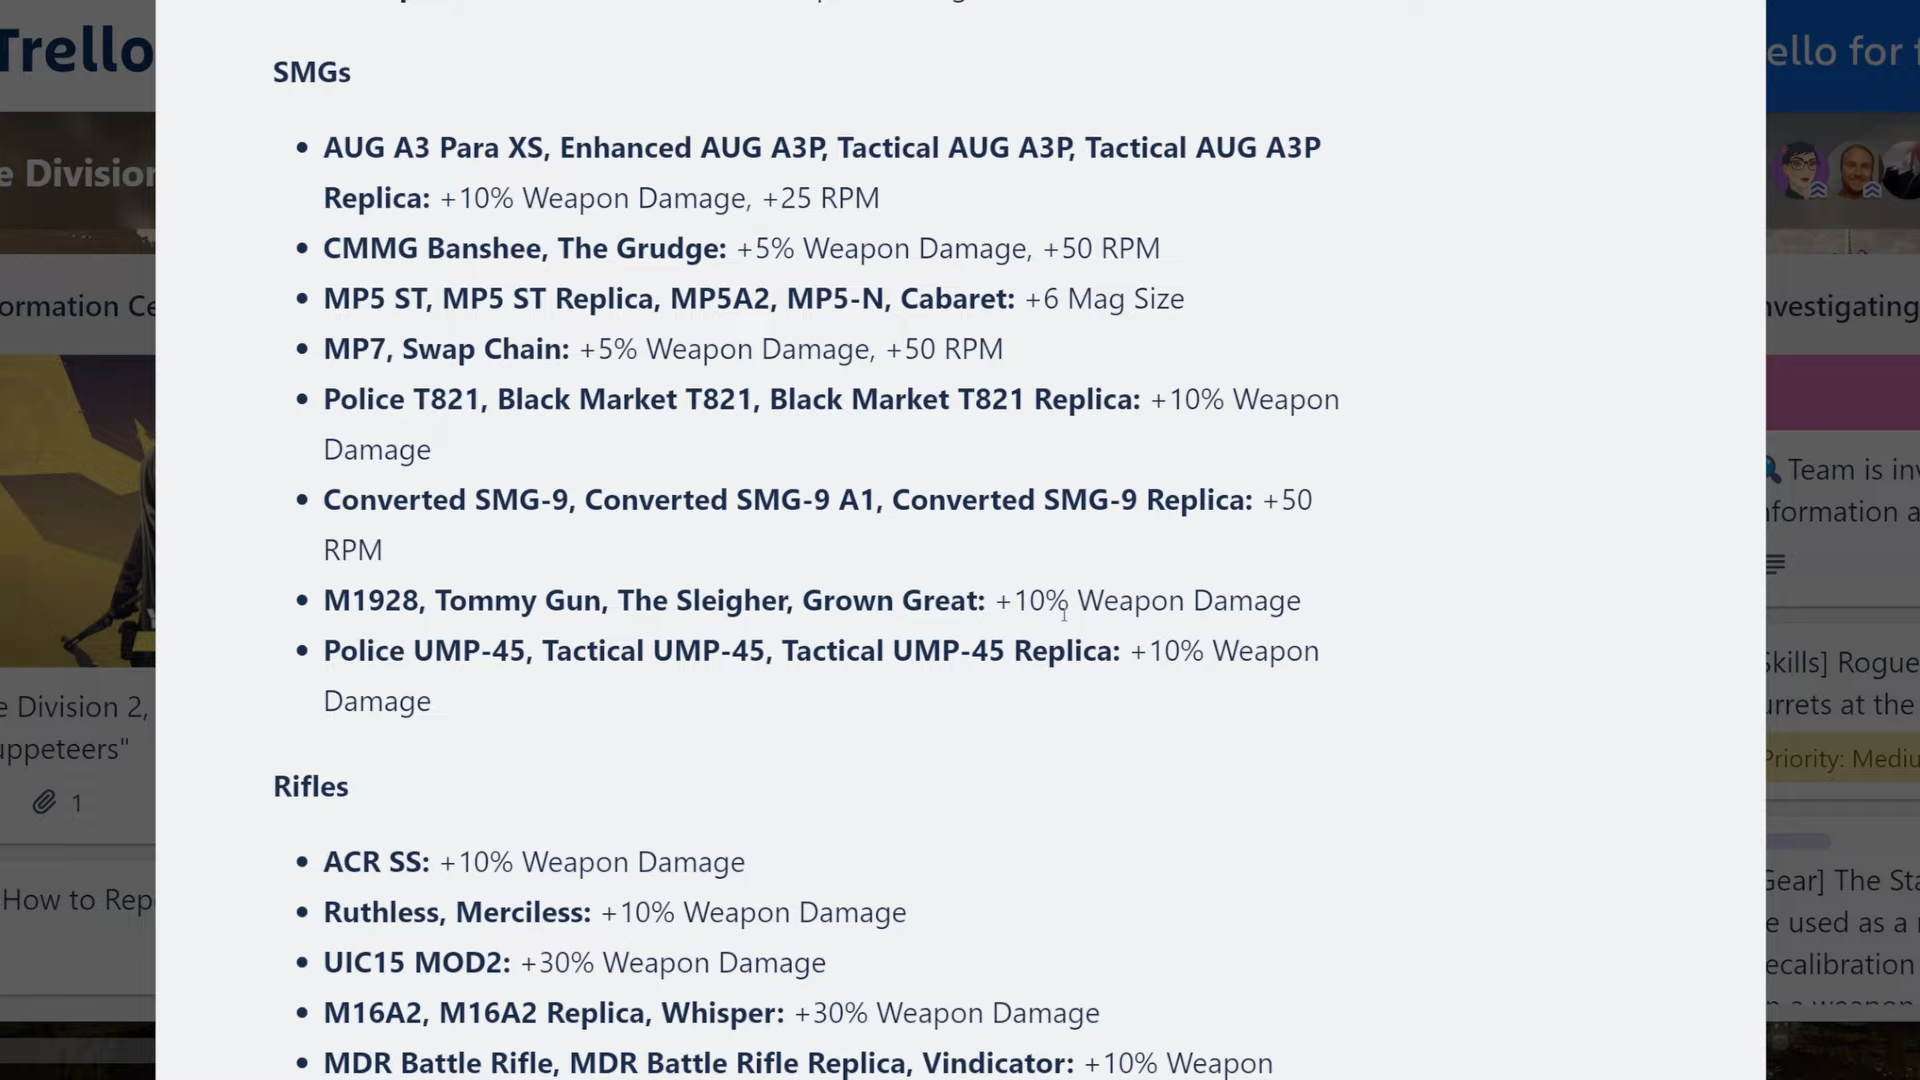 Trello
ello for f
e Division
SMGs
AUG A3 Para XS, Enhanced AUG A3P, Tactical AUG A3P, Tactical AUG A3P
Replica: +10% Weapon Damage, +25 RPM
CMMG Banshee, The Grudge: +5% Weapon Damage, +50 RPM
MP5 ST, MP5 ST Replica, MP5A2, MP5-N, Cabaret: +6 Mag Size
MP7, Swap Chain: +5% Weapon Damage, +50 RPM
Police T821, Black Market T821, Black Market T821 Replica: +10% Weapon
Damage
Converted SMG-9, Converted SMG-9 A1, Converted SMG-9 Replica: +50
RPM
M1928, Tommy Gun, The Sleigher, Grown Great: +10% Weapon Damage
Police UMP-45, Tactical UMP-45, Tactical UMP-45 Replica: +10% Weapon
Damage
Rifles
ACR SS: +10% Weapon Damage
Ruthless, Merciless: +10% Weapon Damage
UIC15 MOD2: +30% Weapon Damage
M16A2, M16A2 Replica, Whisper: +30% Weapon Damage
MDR Battle Rifle, MDR Battle Rifle Replica, Vindicator: +10% Weapon
ormation Ce
e Division 2,
uppeteers"
1
How to Rep
nvestigating
Team is inv
nformation a
Skills] Rogue
urrets at the
Priority: Mediu
Gear] The Sta
e used as a r
ecalibration